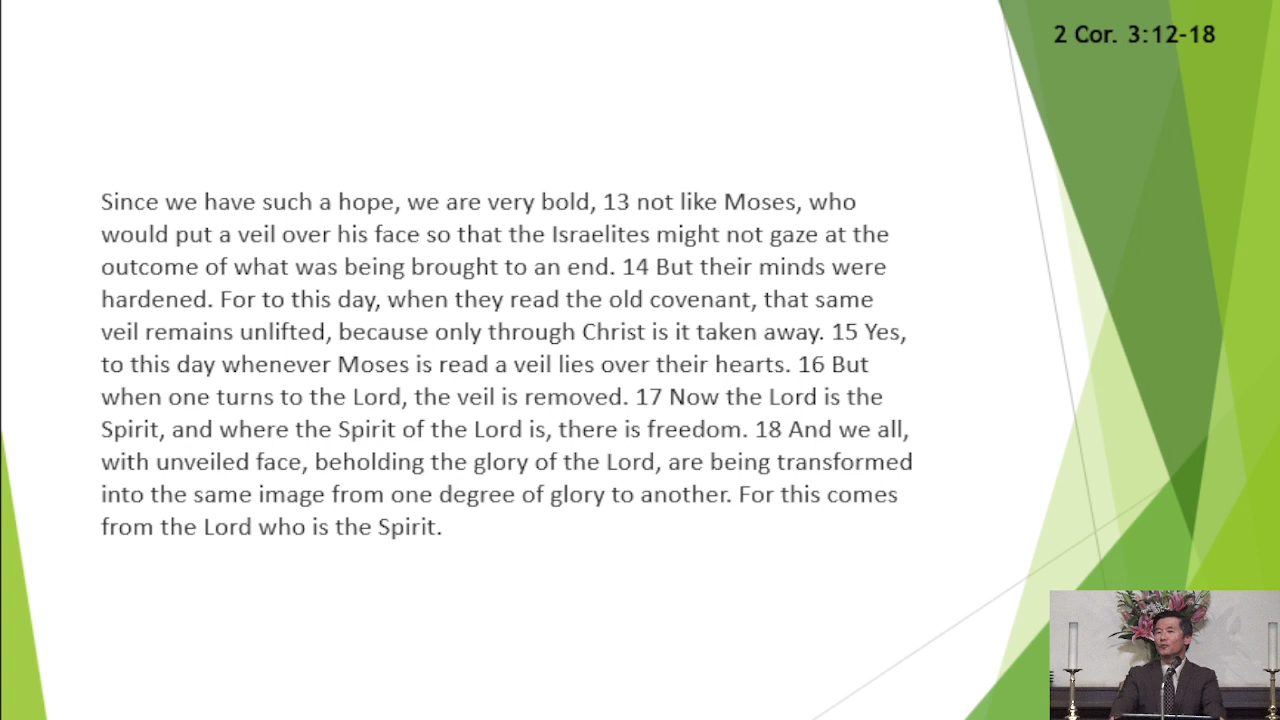 2 Cor. 3:12-18
Since we have such a hope, we are very bold, 13 not like Moses, who
would put a veil over his face so that the Israelites might not gaze at the
outcome of what was being brought to an end. 14 But their minds were
hardened. For to this day, when they read the old covenant, that same
veil remains unlifted, because only through Christ is it taken away. 15 Yes,
to this day whenever Moses is read a veil lies over their hearts. 16 But
when one turns to the Lord, the veil is removed. 17 Now the Lord is the
Spirit, and where the Spirit of the Lord is, there is freedom. 18 And we all,
with unveiled face, beholding the glory of the Lord, are being transformed
into the same image from one degree of glory to another. For this comes
from the Lord who is the Spirit.